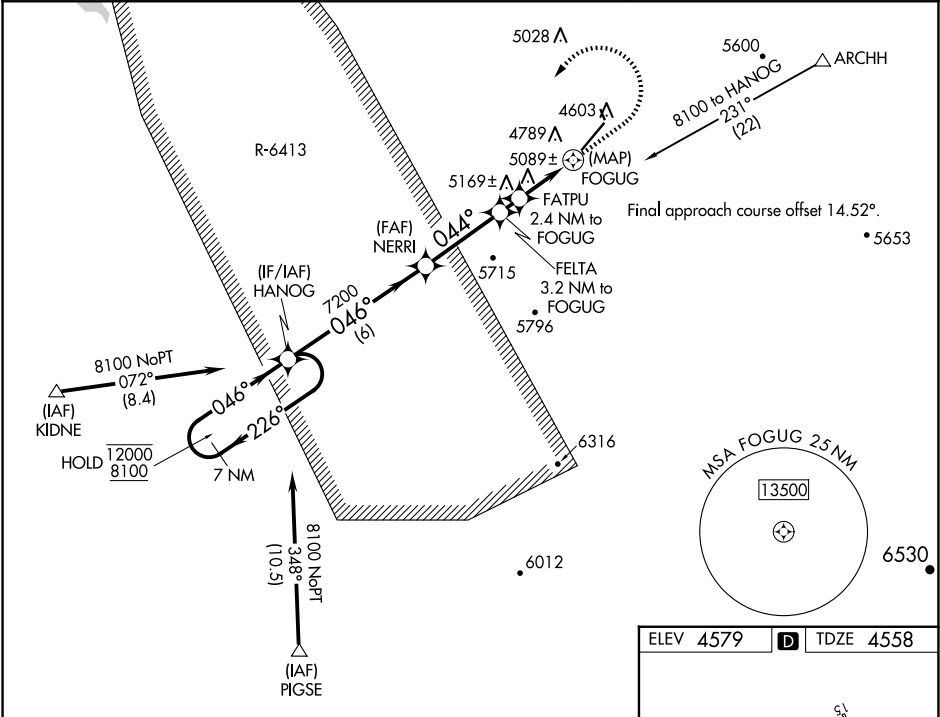 5028
5600
ARCHH
8100 to HANOG
231°
(22)
4603
4789
R-6413
5089±
(MAP)
FOGUG
5169±
FATPU
2.4 NM to
FOGUG
Final approach course offset 14.52°.
5653
044°
(FAF)
NERRI
FELTA
3.2 NM to
FOGUG
5715
5796
(IF/IAF)
HANOG
7200
046°
(6)
8100 NoPT
072°
(8.4)
(IAF)
KIDNE
046°
226°
HOLD 12000
8100
7 NM
6316
MSA FOGUG 25 NM
13500
8100 NoPT
348°
(10.5)
6012
6530
(IAF)
PIGSE
ELEV 4579 D TDZE 4558